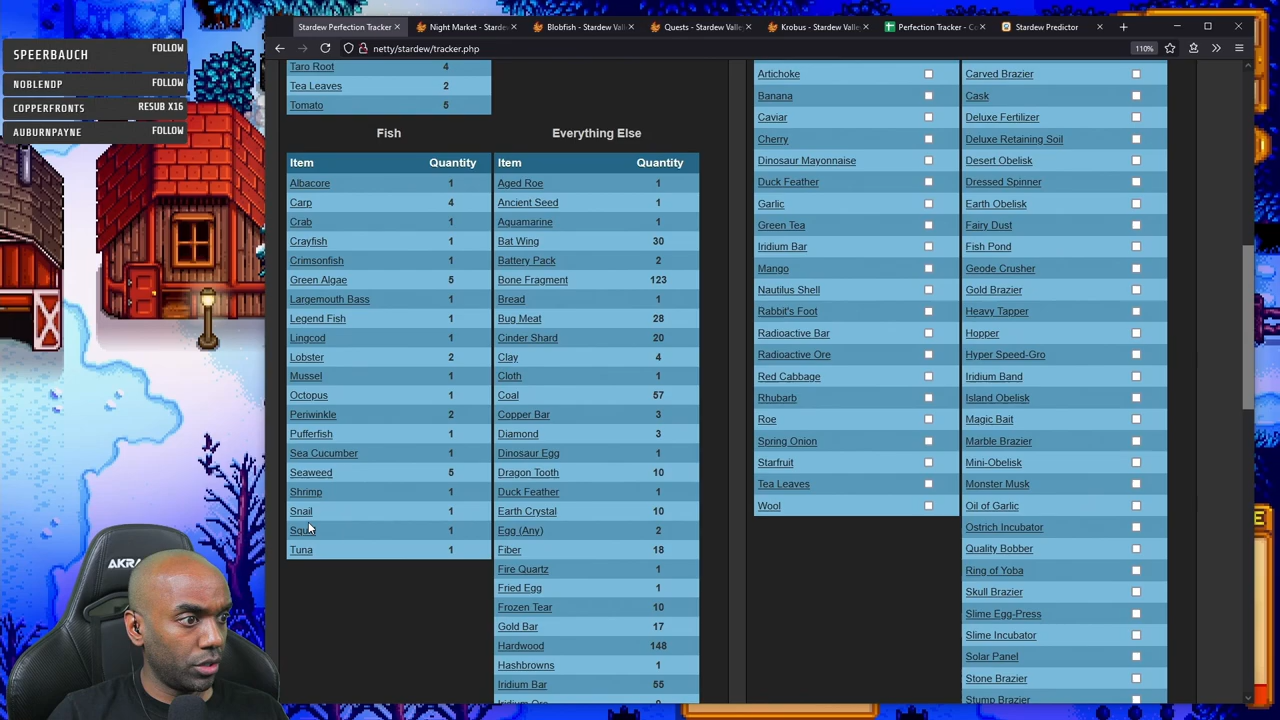 SPEERBAUCH FOLLOW
NOBLENDP FOLLOW
COPPERFRONTS RESUB X16
AUBURNPAYNE FOLLOW
Stardew Perfection Tracker
Night Market - Starde
Blobfish - Stardew Valle
Quests - Stardew Valle
Krobus - Stardew Valle
Perfection Tracker - Co
Stardew Predictor
netty/stardew/tracker.php
110%
Taro Root 4
Tea Leaves 2
Tomato 5
Fish
Item Quantity
Albacore 1
Carp 4
Crab 1
Crayfish 1
Crimsonfish 1
Green Algae 5
Largemouth Bass 1
Legend Fish 1
Lingcod 1
Lobster 2
Mussel 1
Octopus 1
Periwinkle 2
Pufferfish 1
Sea Cucumber 1
Seaweed 5
Shrimp 1
Snail 1
Squid 1
Tuna 1
Everything Else
Item Quantity
Aged Roe 1
Ancient Seed 1
Aquamarine 1
Bat Wing 30
Battery Pack 2
Bone Fragment 123
Bread 1
Bug Meat 28
Cinder Shard 20
Clay 4
Cloth 1
Coal 57
Copper Bar 3
Diamond 3
Dinosaur Egg 1
Dragon Tooth 10
Duck Feather 1
Earth Crystal 10
Egg (Any) 2
Fiber 18
Fire Quartz 1
Fried Egg 1
Frozen Tear 10
Gold Bar 17
Hardwood 148
Hashbrowns 1
Iridium Bar 55
Artichoke
Banana
Caviar
Cherry
Dinosaur Mayonnaise
Duck Feather
Garlic
Green Tea
Iridium Bar
Mango
Nautilus Shell
Rabbit's Foot
Radioactive Bar
Radioactive Ore
Red Cabbage
Rhubarb
Roe
Spring Onion
Starfruit
Tea Leaves
Wool
Carved Brazier
Cask
Deluxe Fertilizer
Deluxe Retaining Soil
Desert Obelisk
Dressed Spinner
Earth Obelisk
Fairy Dust
Fish Pond
Geode Crusher
Gold Brazier
Heavy Tapper
Hopper
Hyper Speed-Gro
Iridium Band
Island Obelisk
Magic Bait
Marble Brazier
Mini-Obelisk
Monster Musk
Oil of Garlic
Ostrich Incubator
Quality Bobber
Ring of Yoba
Skull Brazier
Slime Egg-Press
Slime Incubator
Solar Panel
Stone Brazier
Stump Brazier
AKRA